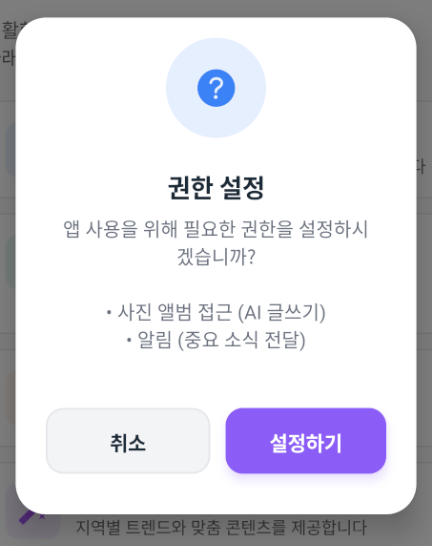 활
라
?
권한 설정
앱 사용을 위해 필요한 권한을 설정하시
겠습니까?
• 사진 앨범 접근 (AI 글쓰기)
• 알림 (중요 소식 전달)
다
취소
설정하기
지역별 트렌드와 맞춤 콘텐츠를 제공합니다